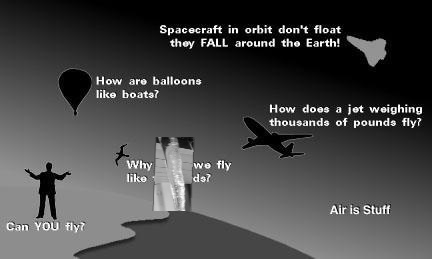 Spacecraft in orbit don't float
they FALL around the Earth!
How are balloons
like boats?
How does a jet weighing
thousands of pounds fly?
Why we fly
like ds?
Air is Stuff
Can YOU fly?